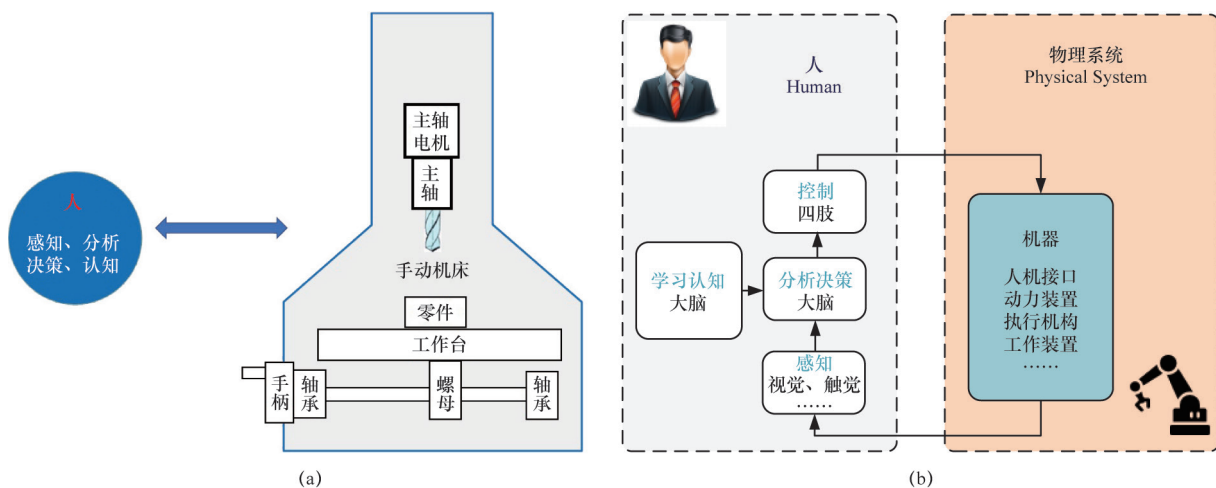 人
感知、分析
决策、认知
主轴
电机
主轴
手动机床
零件
工作台
手柄
轴承
螺母
轴承
(a)
人
Human
控制
四肢
学习认知
大脑
分析决策
大脑
感知
视觉、触觉
……
物理系统
Physical System
机器
人机接口
动力装置
执行机构
工作装置
……
(b)